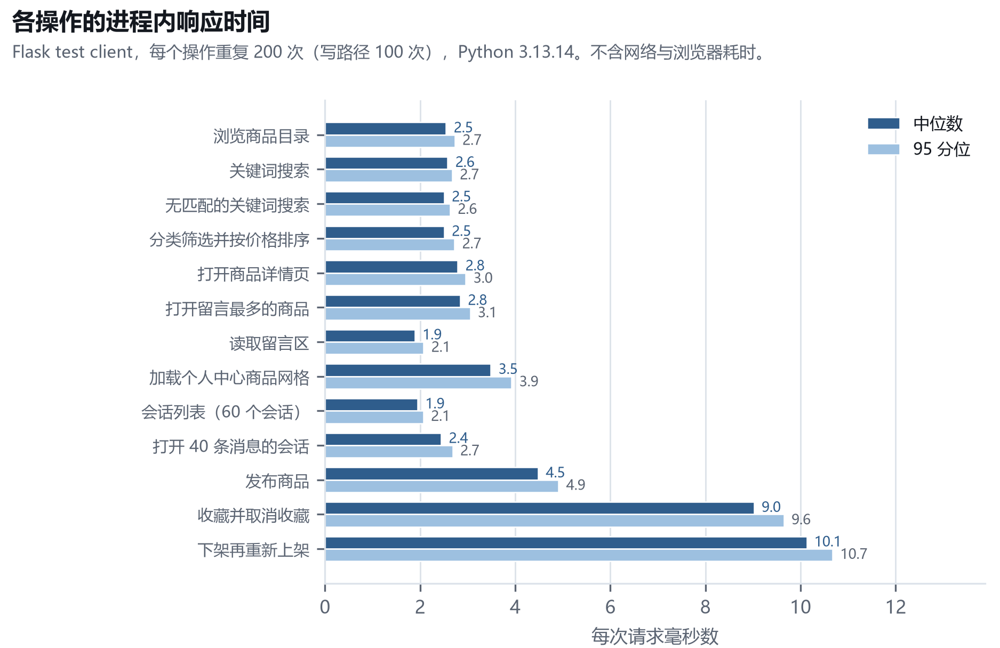 各操作的进程内响应时间
Flask test client，每个操作重复 200 次（写路径 100 次），Python 3.13.14。不含网络与浏览器耗时。
中位数
95 分位
浏览商品目录
2.5
2.7
关键词搜索
2.6
2.7
无匹配的关键词搜索
2.5
2.6
分类筛选并按价格排序
2.5
2.7
打开商品详情页
2.8
3.0
打开留言最多的商品
2.8
3.1
读取留言区
1.9
2.1
加载个人中心商品网格
3.5
3.9
会话列表（60 个会话）
1.9
2.1
打开 40 条消息的会话
2.4
2.7
发布商品
4.5
4.9
收藏并取消收藏
9.0
9.6
下架再重新上架
10.1
10.7
0 2 4 6 8 10 12
每次请求毫秒数